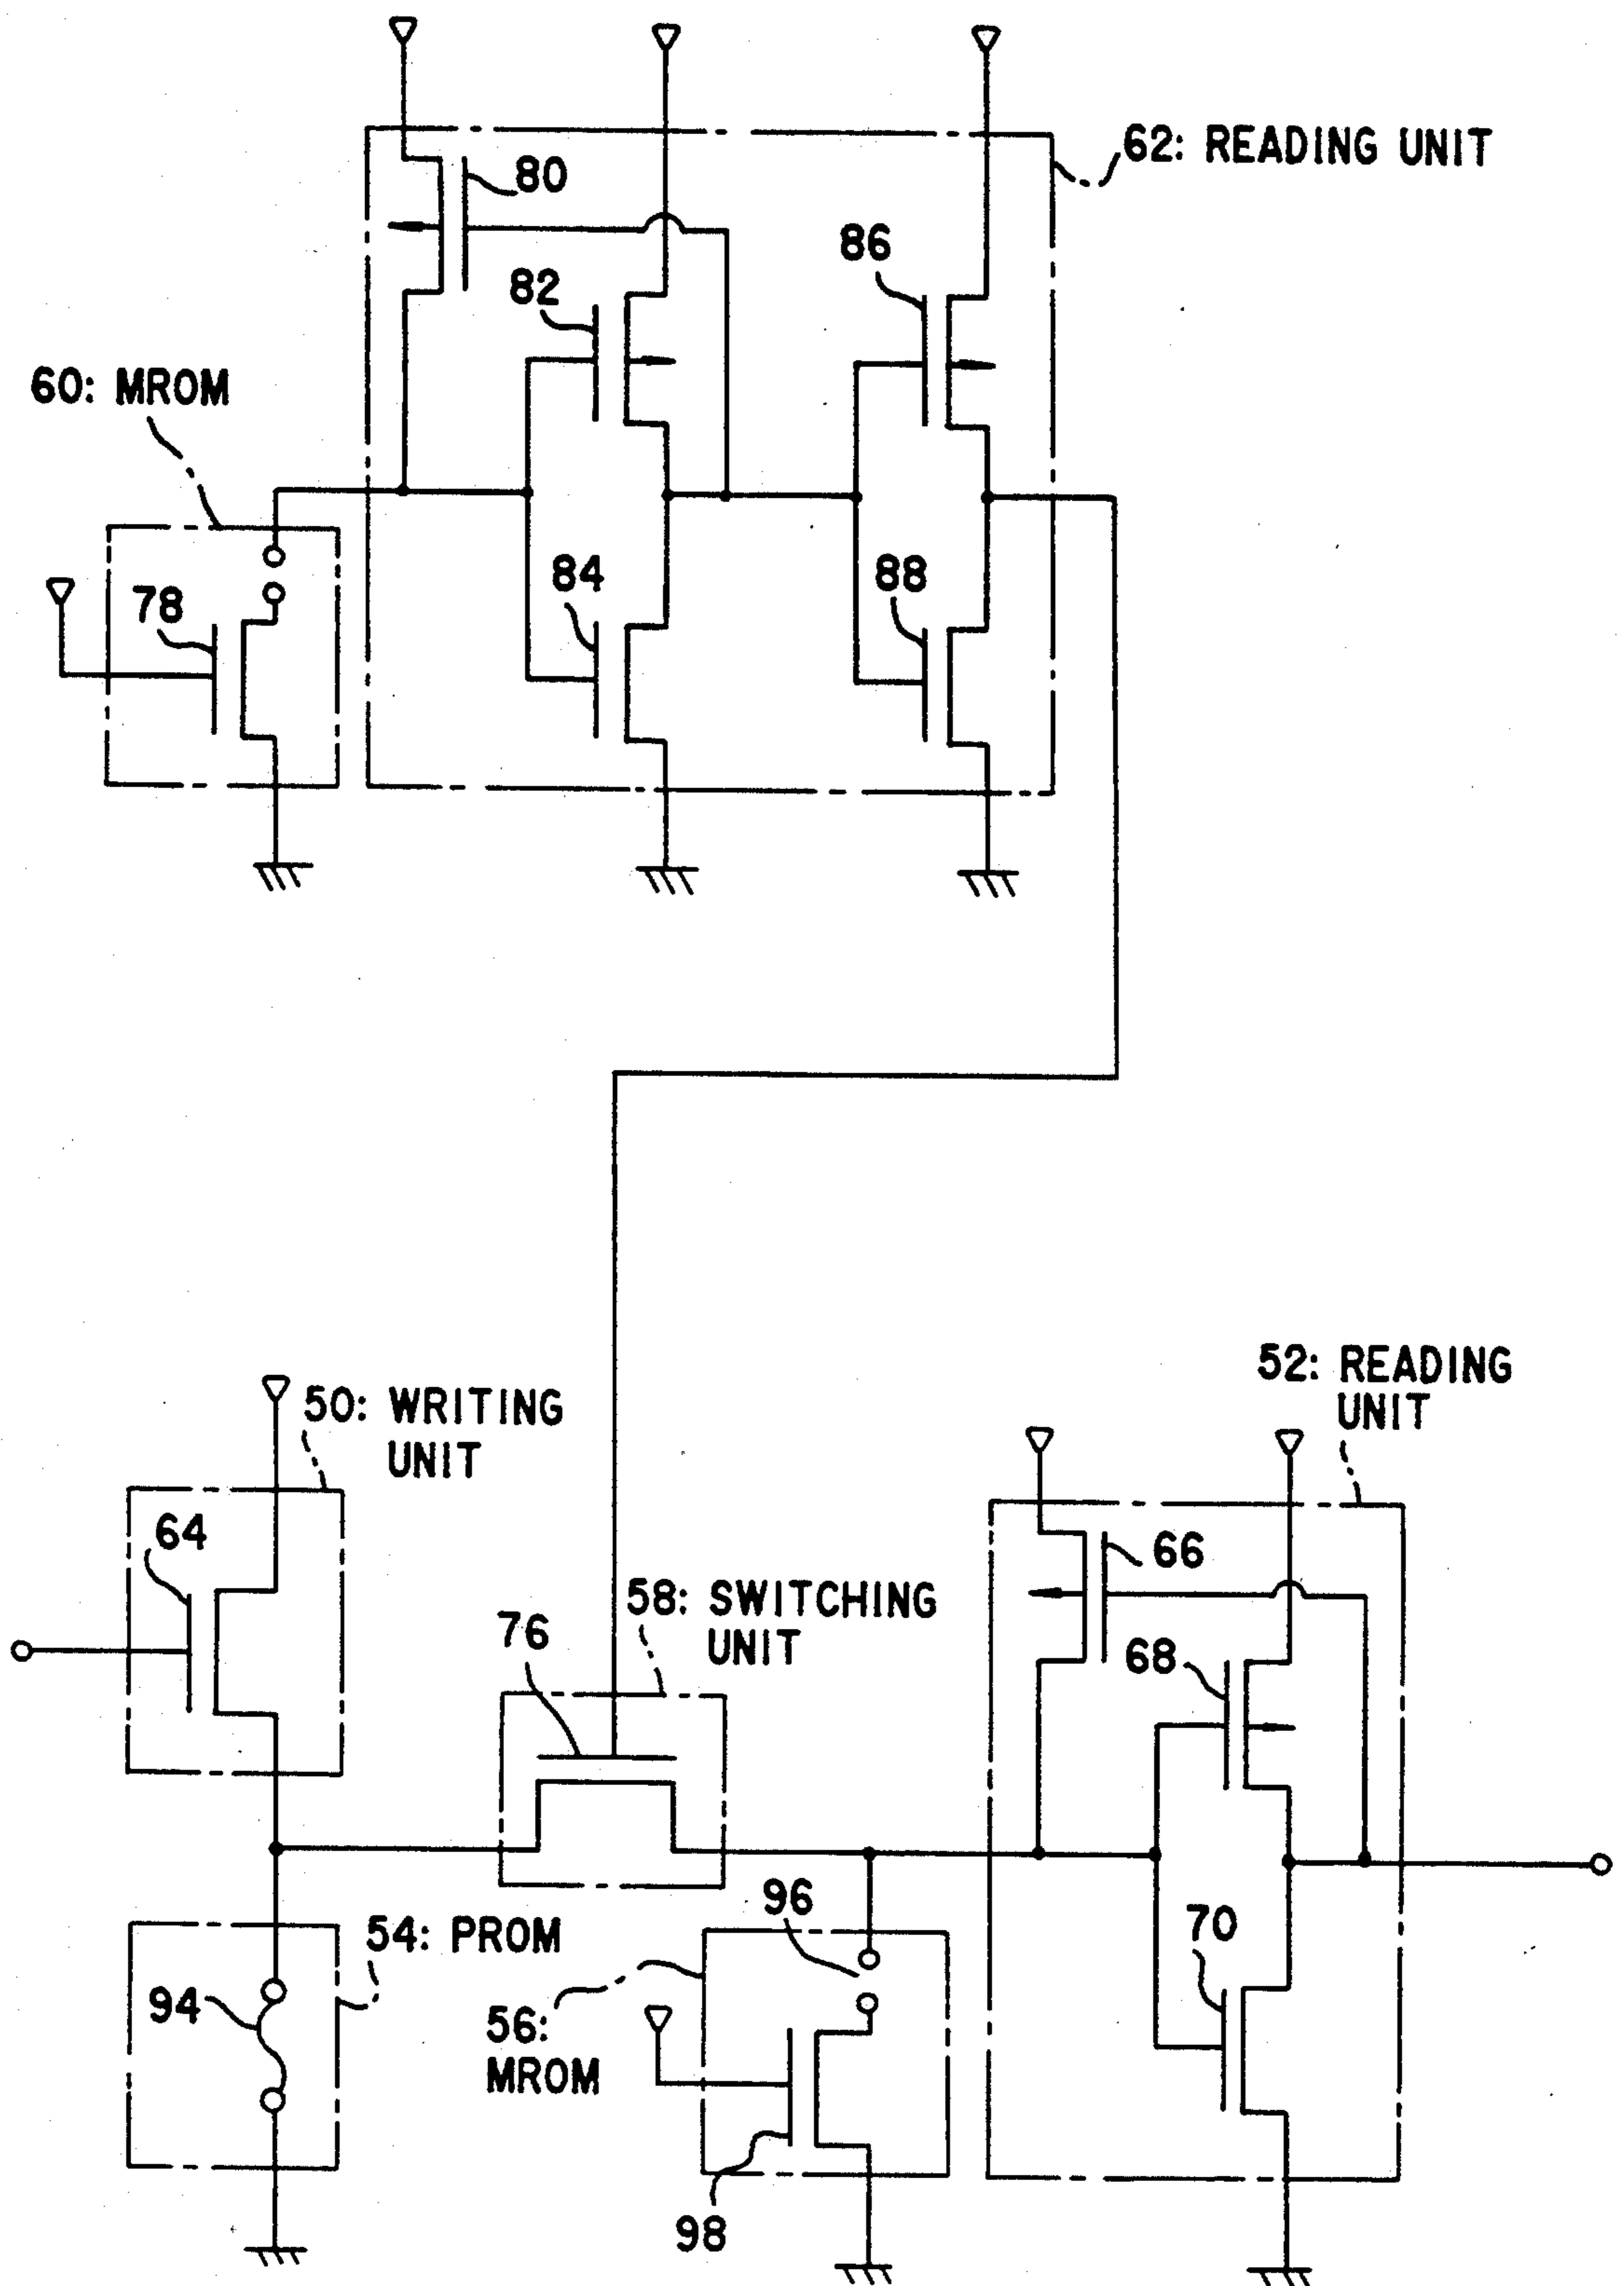 62: READING UNIT
80
86
82
60: MROM
84
88
78
52: READING
UNIT
50: WRITING
UNIT
64
66
58: SWITCHING
UNIT
76
68
96
70
54: PROM
94
56:
MROM
98